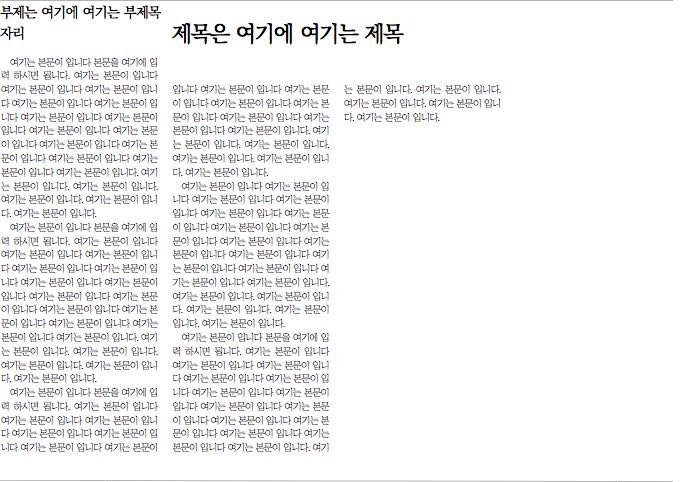 부제는 여기에 여기는 부제목
자리
제목은 여기에 여기는 제목
여기는 본문이 입니다 본문을 여기에 입
력 하시면 됩니다. 여기는 본문이 입니다
여기는 본문이 입니다 여기는 본문이 입니
다 여기는 본문이 입니다 여기는 본문이 입
니다 여기는 본문이 입니다 여기는 본문이
입니다 여기는 본문이 입니다 여기는 본문
이 입니다 여기는 본문이 입니다 여기는 본
문이 입니다 여기는 본문이 입니다 여기는
본문이 입니다 여기는 본문이 입니다. 여기
는 본문이 입니다. 여기는 본문이 입니다.
여기는 본문이 입니다. 여기는 본문이 입니
다. 여기는 본문이 입니다.
여기는 본문이 입니다 본문을 여기에 입
력 하시면 됩니다. 여기는 본문이 입니다
여기는 본문이 입니다 여기는 본문이 입니
다 여기는 본문이 입니다 여기는 본문이 입
니다 여기는 본문이 입니다 여기는 본문이
입니다 여기는 본문이 입니다 여기는 본문
이 입니다 여기는 본문이 입니다 여기는 본
문이 입니다 여기는 본문이 입니다 여기는
본문이 입니다 여기는 본문이 입니다. 여기
는 본문이 입니다. 여기는 본문이 입니다.
여기는 본문이 입니다. 여기는 본문이 입니
다. 여기는 본문이 입니다.
여기는 본문이 입니다 본문을 여기에 입
력 하시면 됩니다. 여기는 본문이 입니다
여기는 본문이 입니다 여기는 본문이 입니
다 여기는 본문이 입니다 여기는 본문이 입
니다 여기는 본문이 입니다 여기는 본문이
입니다 여기는 본문이 입니다 여기는 본문
이 입니다 여기는 본문이 입니다 여기는 본
문이 입니다 여기는 본문이 입니다 여기는
본문이 입니다 여기는 본문이 입니다. 여기
는 본문이 입니다. 여기는 본문이 입니다.
여기는 본문이 입니다. 여기는 본문이 입니
다. 여기는 본문이 입니다.
여기는 본문이 입니다 여기는 본문이 입
니다 여기는 본문이 입니다 여기는 본문이
입니다 여기는 본문이 입니다 여기는 본문
이 입니다 여기는 본문이 입니다 여기는 본
문이 입니다 여기는 본문이 입니다 여기는
본문이 입니다 여기는 본문이 입니다 여기
는 본문이 입니다 여기는 본문이 입니다 여
기는 본문이 입니다 여기는 본문이 입니다.
여기는 본문이 입니다. 여기는 본문이 입니
다. 여기는 본문이 입니다. 여기는 본문이
입니다. 여기는 본문이 입니다.
여기는 본문이 입니다 본문을 여기에 입
력 하시면 됩니다. 여기는 본문이 입니다
여기는 본문이 입니다 여기는 본문이 입니
다 여기는 본문이 입니다 여기는 본문이 입
니다 여기는 본문이 입니다 여기는 본문이
입니다 여기는 본문이 입니다 여기는 본문
이 입니다 여기는 본문이 입니다 여기는 본
문이 입니다 여기는 본문이 입니다 여기는
본문이 입니다 여기는 본문이 입니다. 여기
는 본문이 입니다. 여기는 본문이 입니다.
여기는 본문이 입니다. 여기는 본문이 입니
다. 여기는 본문이 입니다.